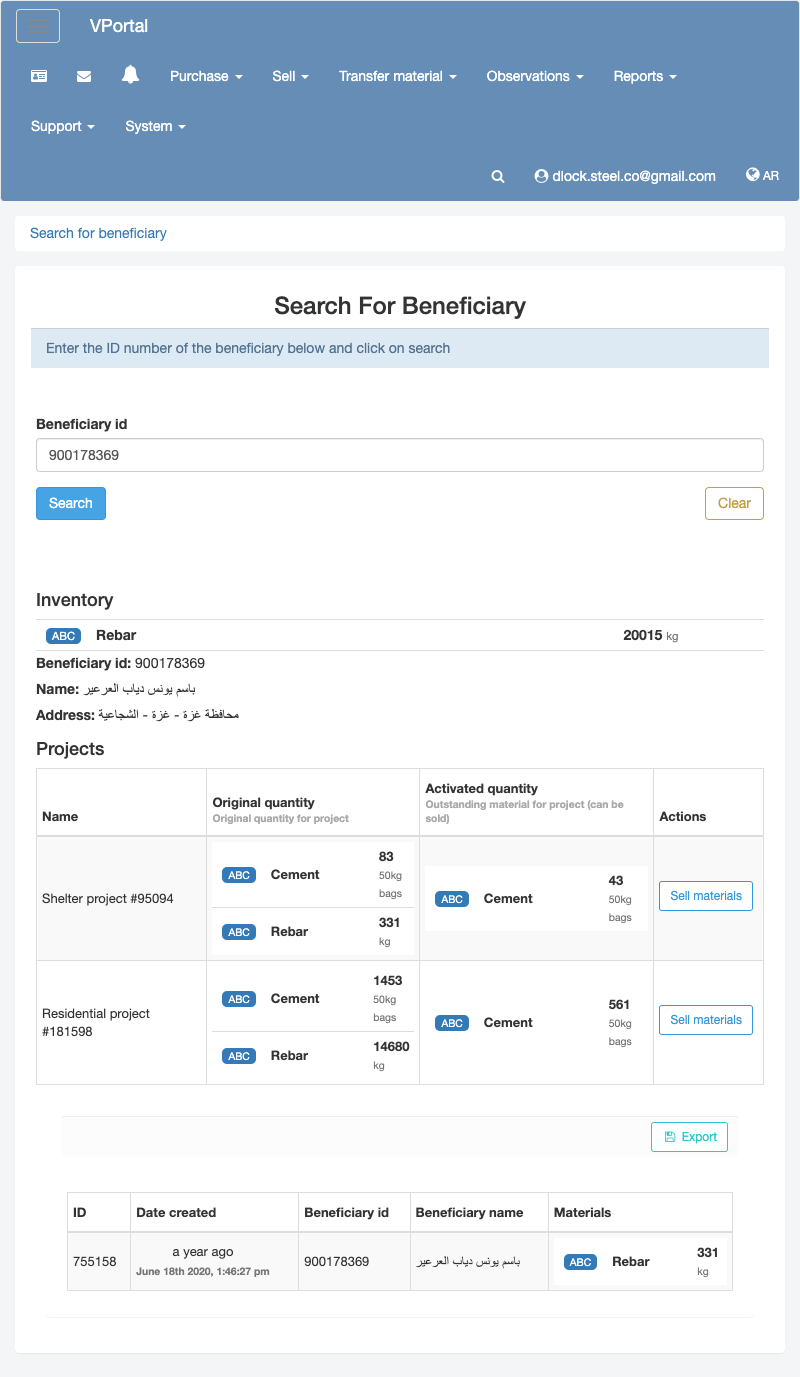 VPortal
Purchase Sell Transfer material Observations Reports
Support System
dlock.steel.co@gmail.com AR
Search for beneficiary
Search For Beneficiary
Enter the ID number of the beneficiary below and click on search
Beneficiary id
900178369
Search Clear
Inventory
ABC Rebar 20015 kg
Beneficiary id: 900178369
Name: باسم يونس دياب العرعير
Address: محافظة غزة - غزة - الشجاعية
Projects
Name
Original quantity
Original quantity for project
Activated quantity
Outstanding material for project (can be
sold)
Actions
Shelter project #95094
ABC Cement 83
50kg
bags
ABC Rebar 331
kg
ABC Cement 43
50kg
bags
Sell materials
Residential project
#181598
ABC Cement 1453
50kg
bags
ABC Rebar 14680
kg
ABC Cement 561
50kg
bags
Sell materials
Export
ID Date created Beneficiary id Beneficiary name Materials
755158
a year ago
June 18th 2020, 1:46:27 pm
900178369
باسم يونس دياب العرعير
ABC Rebar 331
kg